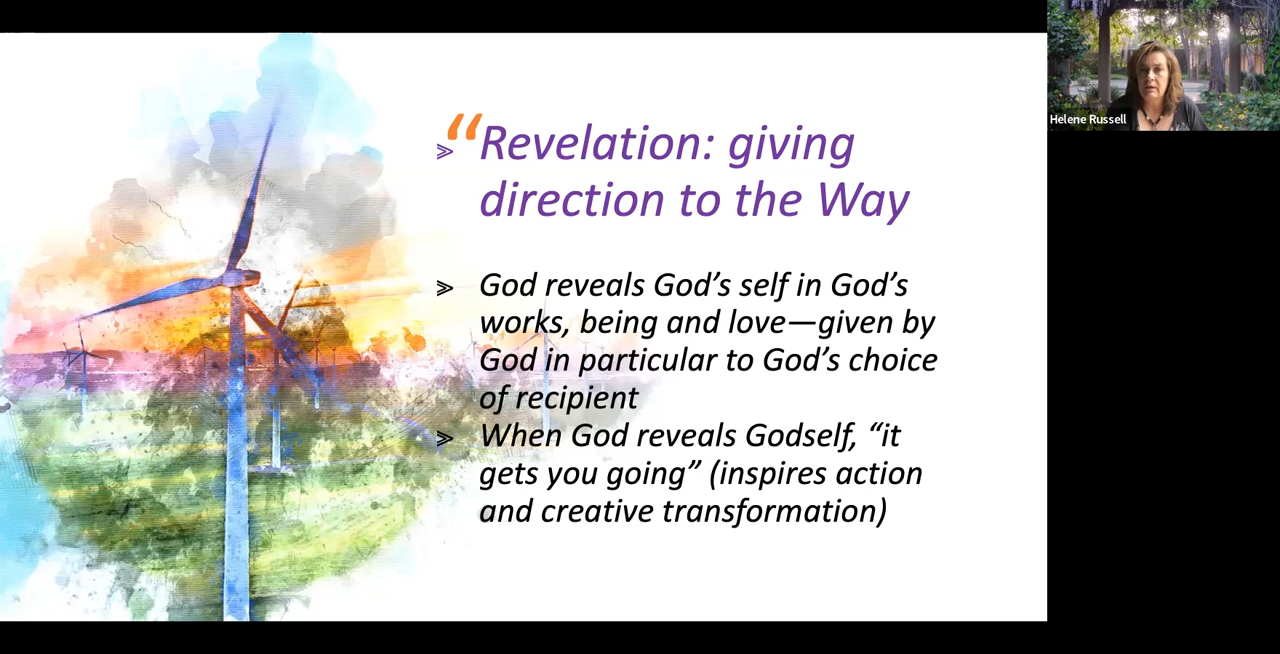 “Revelation: giving
direction to the Way
God reveals God’s self in God’s
works, being and love—given by
God in particular to God’s choice
of recipient
When God reveals Godself, “it
gets you going” (inspires action
and creative transformation)
Helene Russell